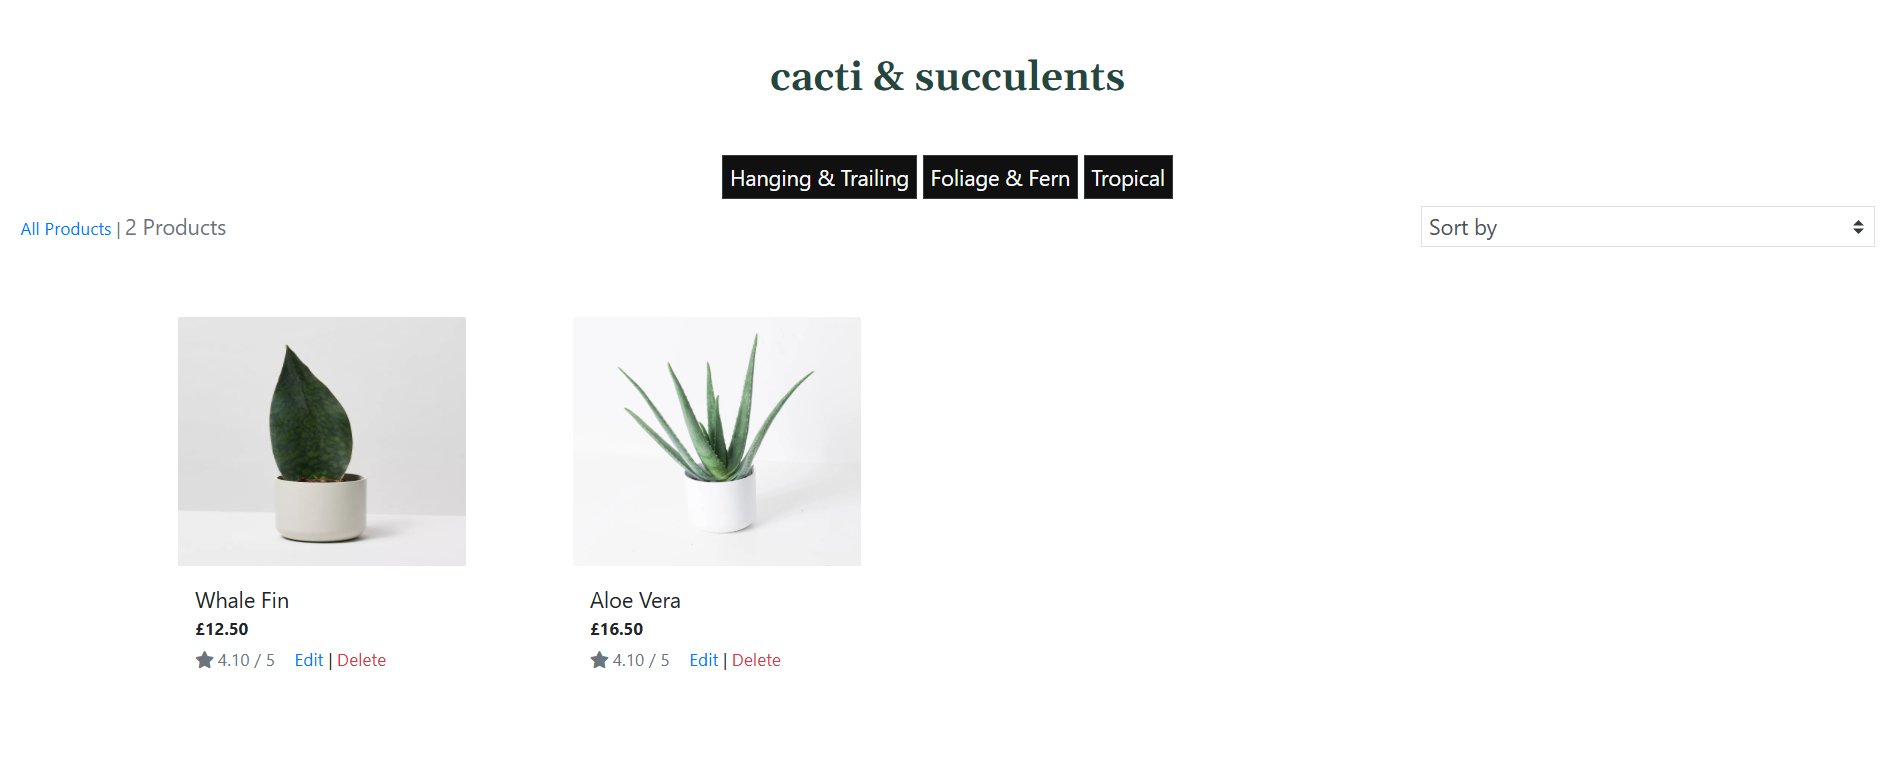 cacti & succulents
Hanging & Trailing Foliage & Fern Tropical
All Products | 2 Products Sort by
Whale Fin
£12.50
4.10 / 5 Edit | Delete
Aloe Vera
£16.50
4.10 / 5 Edit | Delete